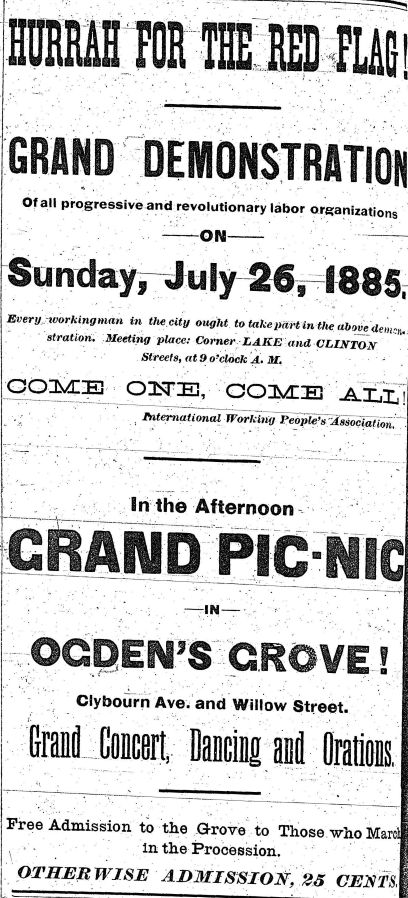 HURRAH FOR THE RED FLAG!
GRAND DEMONSTRATION
Of all progressive and revolutionary labor organizations
—ON—
Sunday, July 26, 1885.
Every workingman in the city ought to take part in the above demon-
stration. Meeting place: Corner LAKE and CLINTON
Streets, at 9 o'clock A. M.
COME ONE, COME ALL!
International Working People's Association.
In the Afternoon
GRAND PIC-NIC
—IN—
OGDEN'S GROVE!
Clybourn Ave. and Willow Street.
Grand Concert, Dancing and Orations.
Free Admission to the Grove to Those who March
in the Procession.
OTHERWISE ADMISSION, 25 CENTS.